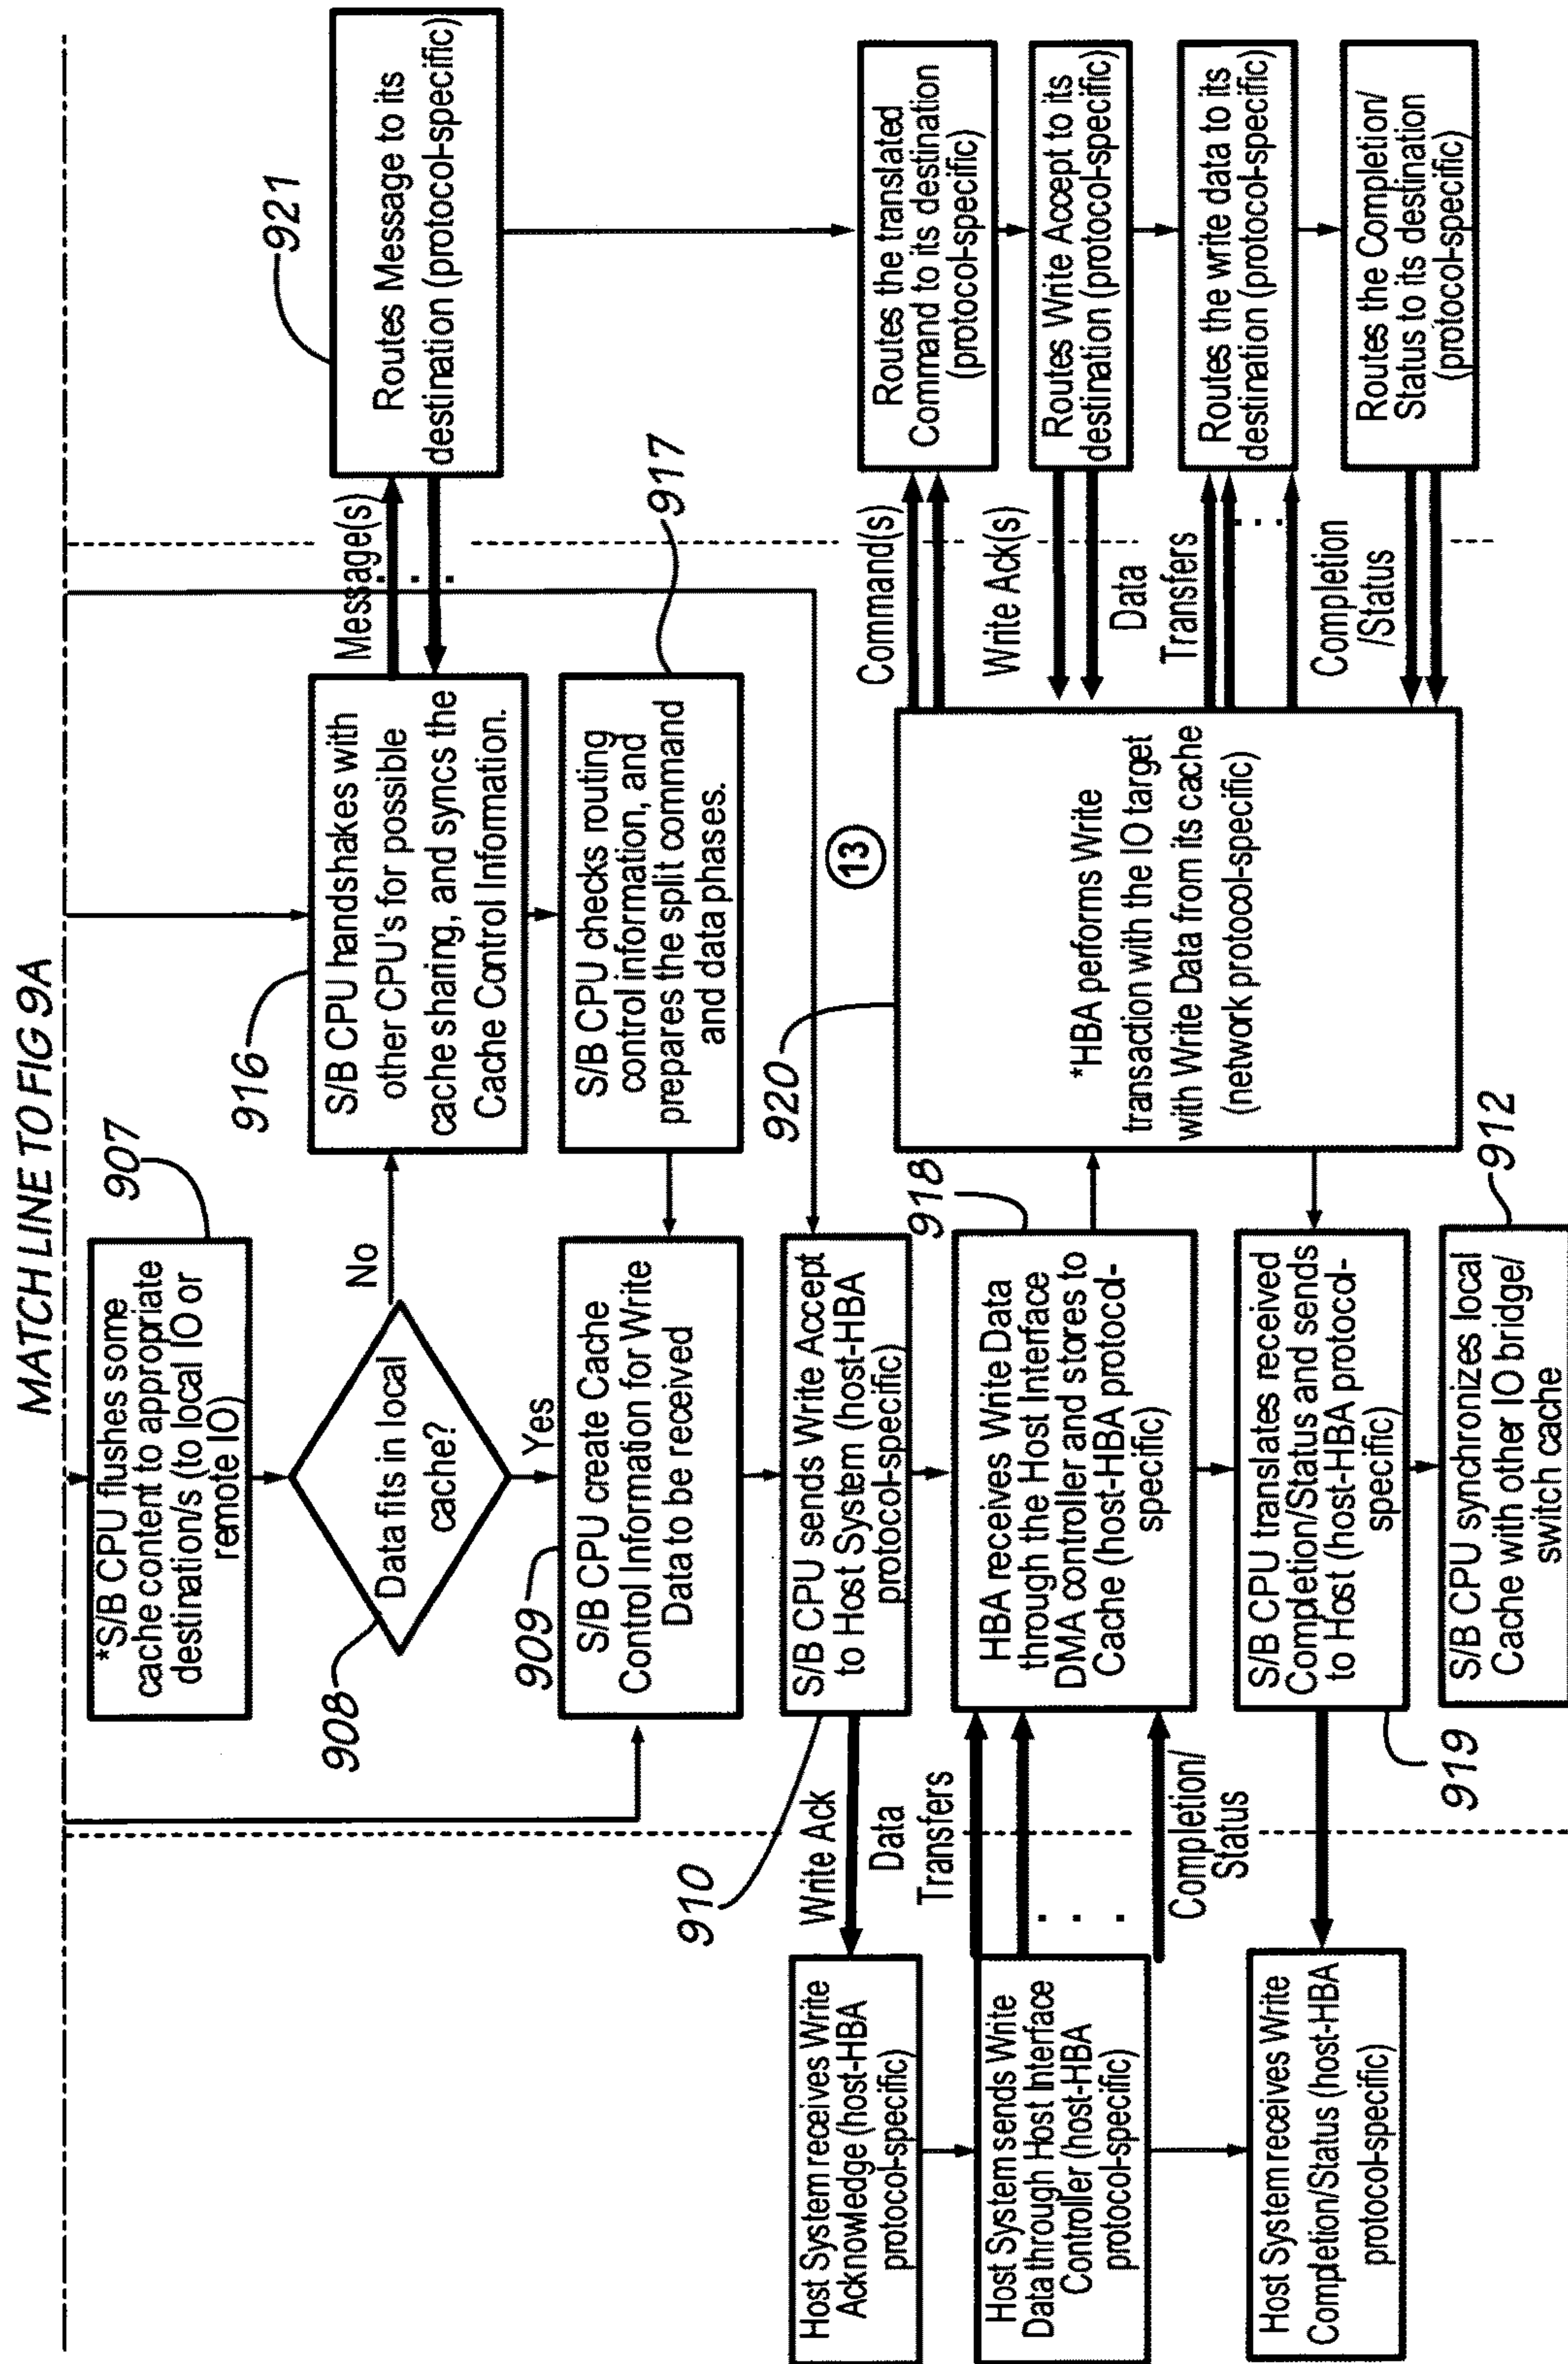 MATCH LINE TO FIG 9A
907
*S/B CPU flushes some
cache content to appropriate
destination/s (to local IO or
remote IO)
908
Data fits in local
cache?
No
Yes
916
S/B CPU handshakes with
other CPU's for possible
cache sharing, and syncs the
Cache Control Information.
Message(s)
. . .
921
Routes Message to its
destination (protocol-specific)
917
S/B CPU checks routing
control information, and
prepares the split command
and data phases.
909
S/B CPU create Cache
Control Information for Write
Data to be received
910
S/B CPU sends Write Accept
to Host System (host-HBA
protocol-specific)
Write Ack
Host System receives Write
Acknowledge (host-HBA
protocol-specific)
Data
Transfers
. . .
Completion/
Status
Host System sends Write
Data through Host Interface
Controller (host-HBA
protocol-specific)
918
HBA receives Write Data
through the Host Interface
DMA controller and stores to
Cache (host-HBA protocol-
specific)
920
13
*HBA performs Write
transaction with the IO target
with Write Data from its cache
(network protocol-specific)
Command(s)
Write Ack(s)
Data
Transfers
. . .
Completion
/Status
Routes the translated
Command to its destination
(protocol-specific)
Routes Write Accept to its
destination (protocol-specific)
Routes the write data to its
destination (protocol-specific)
Routes the Completion/
Status to its destination
(protocol-specific)
919
S/B CPU translates received
Completion/Status and sends
to Host (host-HBA protocol-
specific)
Host System receives Write
Completion/Status (host-HBA
protocol-specific)
912
S/B CPU synchronizes local
Cache with other IO bridge/
switch cache